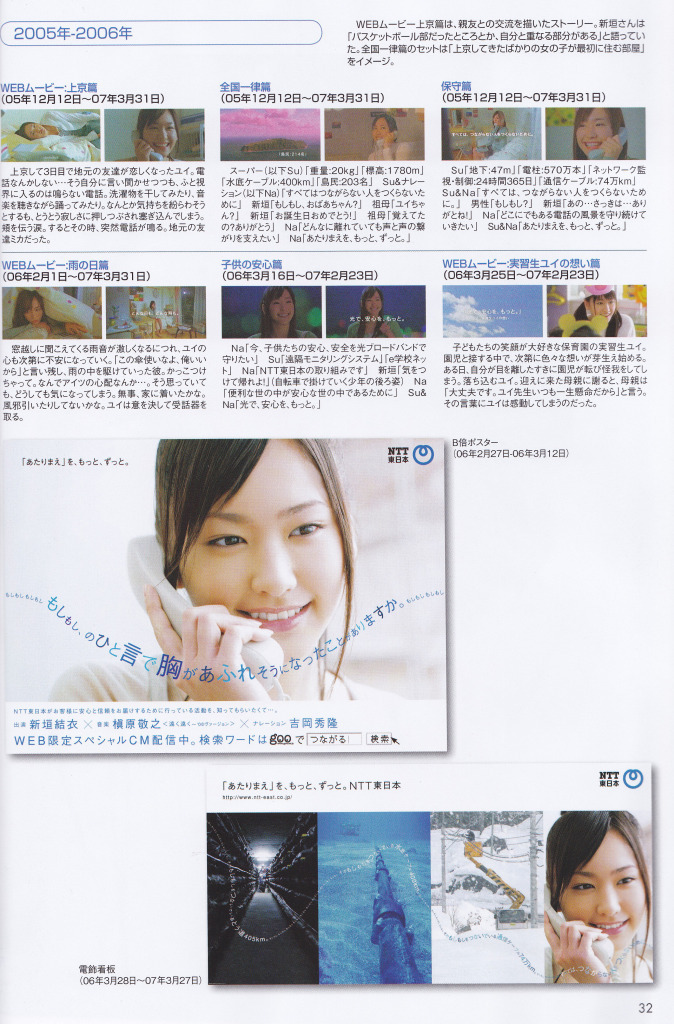 2005年-2006年
WEBムービー上京篇は、親友との交流を描いたストーリー。新垣さんは
「バスケットボール部だったところとか、自分と重なる部分がある」と語ってい
た。全国一律篇のセットは「上京してきたばかりの女の子が最初に住む部屋」
をイメージ。
WEBムービー:上京篇
(05年12月12日〜07年3月31日)
上京して3日目で地元の友達が恋しくなったユイ。電
話なんかしない…そう自分に言い聞かせつつも、ふと視
界に入るのは鳴らない電話。洗濯物を干してみたり、音
楽を聴きながら踊ってみたり。なんとか気持ちを紛らわそう
とするも、とうとう寂しさに押しつぶされ塞ぎ込んでしまう。
頬を伝う涙。するとその時、突然電話が鳴る。地元の友
達ミカだった。
全国一律篇
(05年12月12日〜07年3月31日)
(標高:214号)
スーパー(以下Su)「重量:20kg」「標高:1780m」
「水底ケーブル:400km」「島民:203名」 Su&ナレー
ション(以下Na)「すべてはつながらない人をつくらないた
めに」 新垣「もしもし、おばあちゃん?」 祖母「ユイちゃ
ん?」 新垣「お誕生日おめでとう!」 祖母「覚えてた
の?ありがとう」 Na「どんなに離れていても声と声の繋
がりを支えたい」 Na「あたりまえを、もっと、ずっと。」
保守篇
(05年12月12日〜07年3月31日)
すべては、つながらない人をつくらないために。
Su「地下:47m」「電柱:570万本」「ネットワーク監
視・制御:24時間365日」「通信ケーブル:74万km」
Su&Na「すべては、つながらない人をつくらないため
に。」 男性「もしもし?」 新垣「あの…さっきは…あり
がとね!」 Na「どこにでもある電話の風景を守り続けて
いきたい」 Su&Na「あたりまえを、もっと、ずっと。」
WEBムービー:雨の日篇
(06年2月1日〜07年3月31日)
窓越しに聞こえてくる雨音が激しくなるにつれ、ユイの
心も次第に不安になっていく。「この傘使いなよ、俺いい
から」と言い残し、雨の中を駆けていった彼。かっこつけ
ちゃって。なんでアイツの心配なんか…。そう思っていて
も、どうしても気になってしまう。無事、家に着いたかな。
風邪引いたりしてないかな。ユイは意を決して受話器を
取る。
子供の安心篇
(06年3月16日〜07年2月23日)
光で、安心を、もっと。
Na「今、子供たちの安心、安全を光ブロードバンドで
守りたい」 Su「遠隔モニタリングシステム」「e学校ネッ
ト」 Na「NTT東日本の取り組みです」 新垣「気をつ
けて帰れよ!」(自転車で掛けていく少年の後ろ姿) Na
「便利な世の中が安心な世の中であるために」 Su&
Na「光で、安心を、もっと。」
WEBムービー:実習生ユイの想い篇
(06年3月25日〜07年2月23日)
子どもたちの笑顔が大好きな保育園の実習生ユイ。
園児と接する中で、次第に色々な想いが芽生え始める。
ある日、自分が目を離したすきに園児が転び怪我をしてし
まう。落ち込むユイ。迎えに来た母親に謝ると、母親は
「大丈夫です。ユイ先生いつも一生懸命だから」と言う。
その言葉にユイは感動してしまうのだった。
B倍ポスター
(06年2月27日-06年3月12日)
「あたりまえ」を、もっと、ずっと。
NTT
東日本
もしもしもしもし もしもし、のひと言で胸があふれそうになったことがありますか。もしもしもしもし
NTT東日本がお客様に安心と信頼をお届けするために行っている活動を、知ってもらいたくて…。
出演 新垣結衣 × 音楽 槇原敬之 <遠く遠く〜'06ヴァージョン> × ナレーション 吉岡秀隆
WEB限定スペシャルCM配信中。検索ワードはgooで つながる 検索
「あたりまえ」を、もっと、ずっと。NTT東日本
http://www.ntt-east.co.jp/
NTT
東日本
電飾看板
(06年3月28日〜07年3月27日)
32